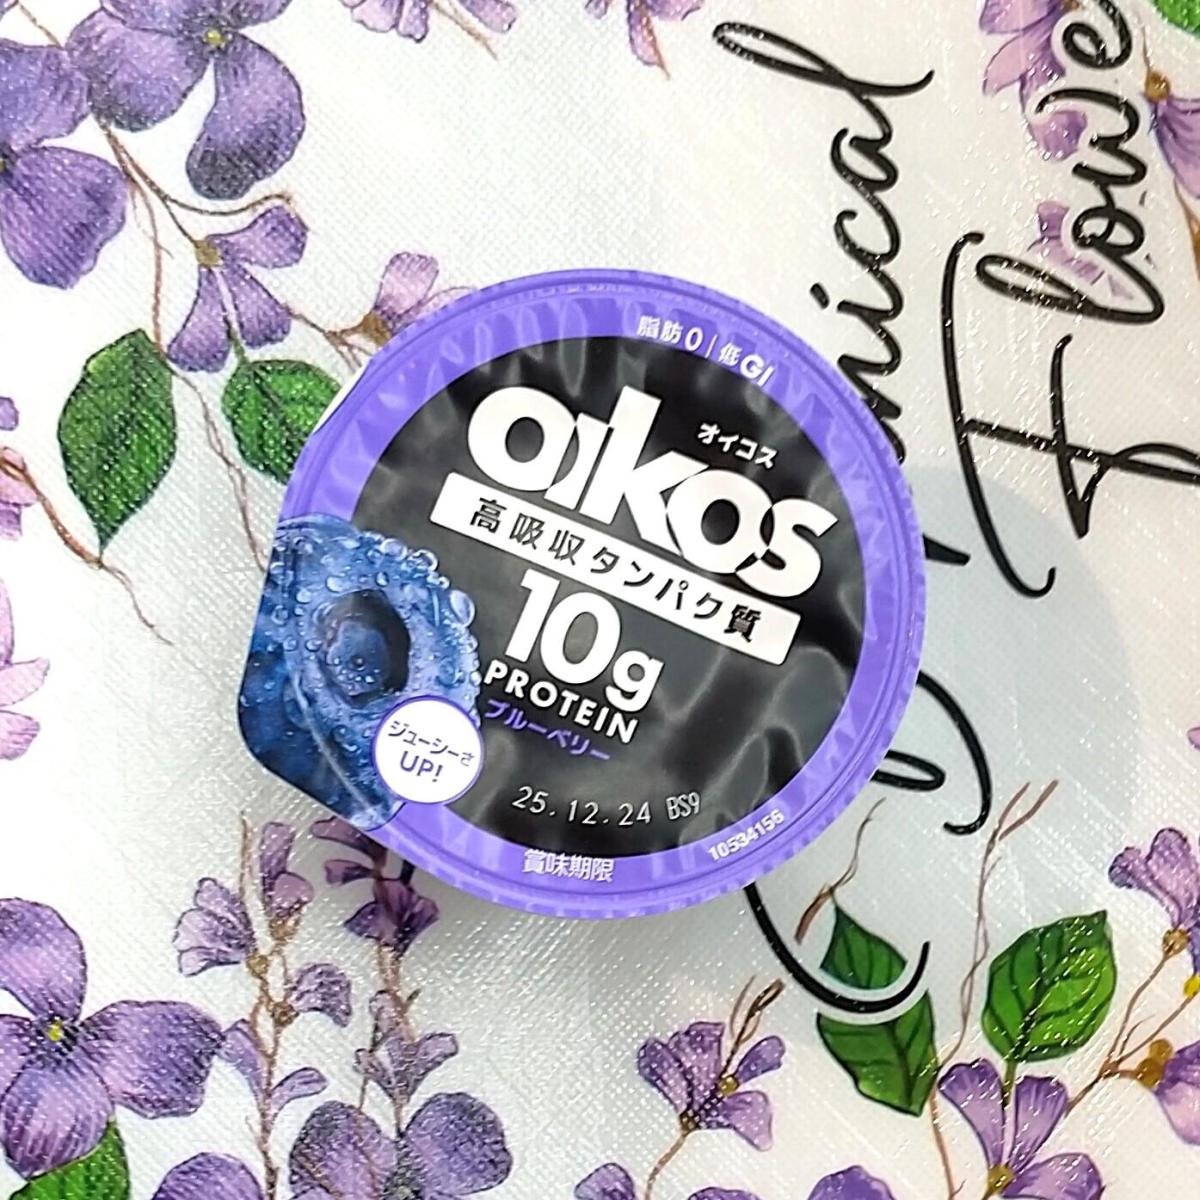 脂肪0|低GI
オイコス
oikos
高吸収タンパク質
10g
PROTEIN
ブルーベリー
ジューシーさ
UP!
25.12.24 BS9
賞味期限
10534156